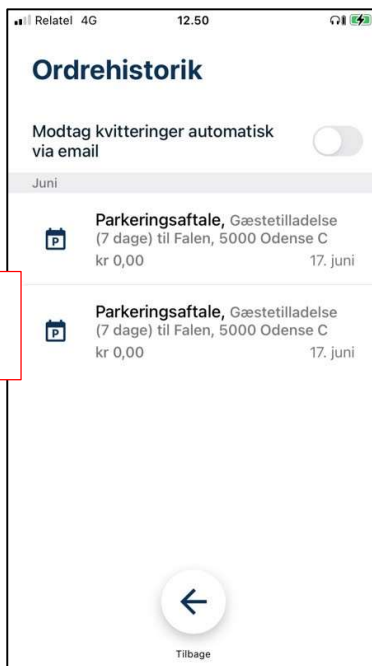 Relatel 4G 12.50
Ordrehistorik
Modtag kvitteringer automatisk
via email
Juni
Parkeringsaftale, Gæstetilladelse
(7 dage) til Falen, 5000 Odense C
kr 0,00 17. juni
Parkeringsaftale, Gæstetilladelse
(7 dage) til Falen, 5000 Odense C
kr 0,00 17. juni
Tilbage